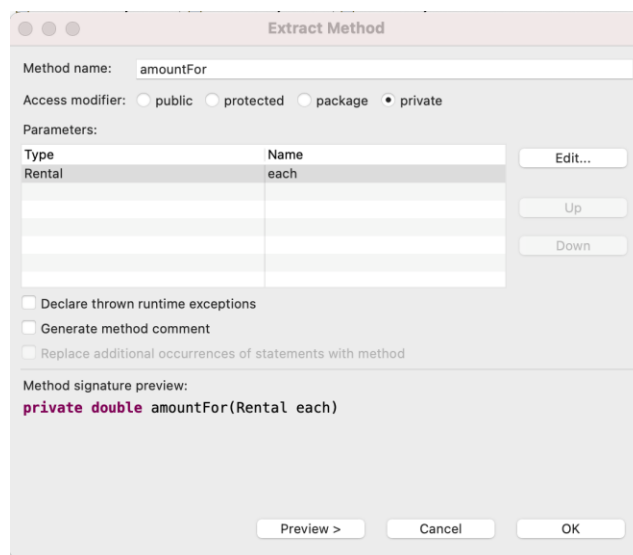 Extract Method
Method name: amountFor
Access modifier: public protected package private
Parameters:
Type Name
Rental each
Edit...
Up
Down
Declare thrown runtime exceptions
Generate method comment
Replace additional occurrences of statements with method
Method signature preview:
private double amountFor(Rental each)
Preview > Cancel OK